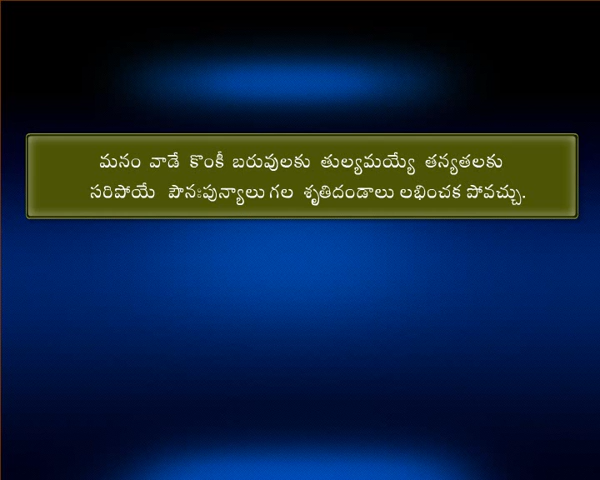 మనం వాడే కొంకీ బరువులకు తుల్యమయ్యే తన్యతలకు
సరిపోయే పౌనఃపున్యాలు గల శృతిదండాలు లభించక పోవచ్చు.